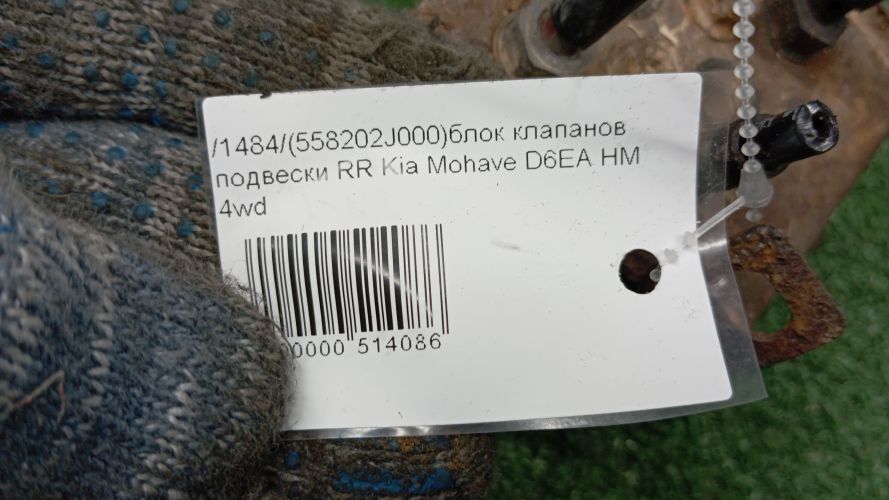 /1484/(558202J000)блок клапанов
подвески RR Kia Mohave D6EA HM
4wd
0000 514086